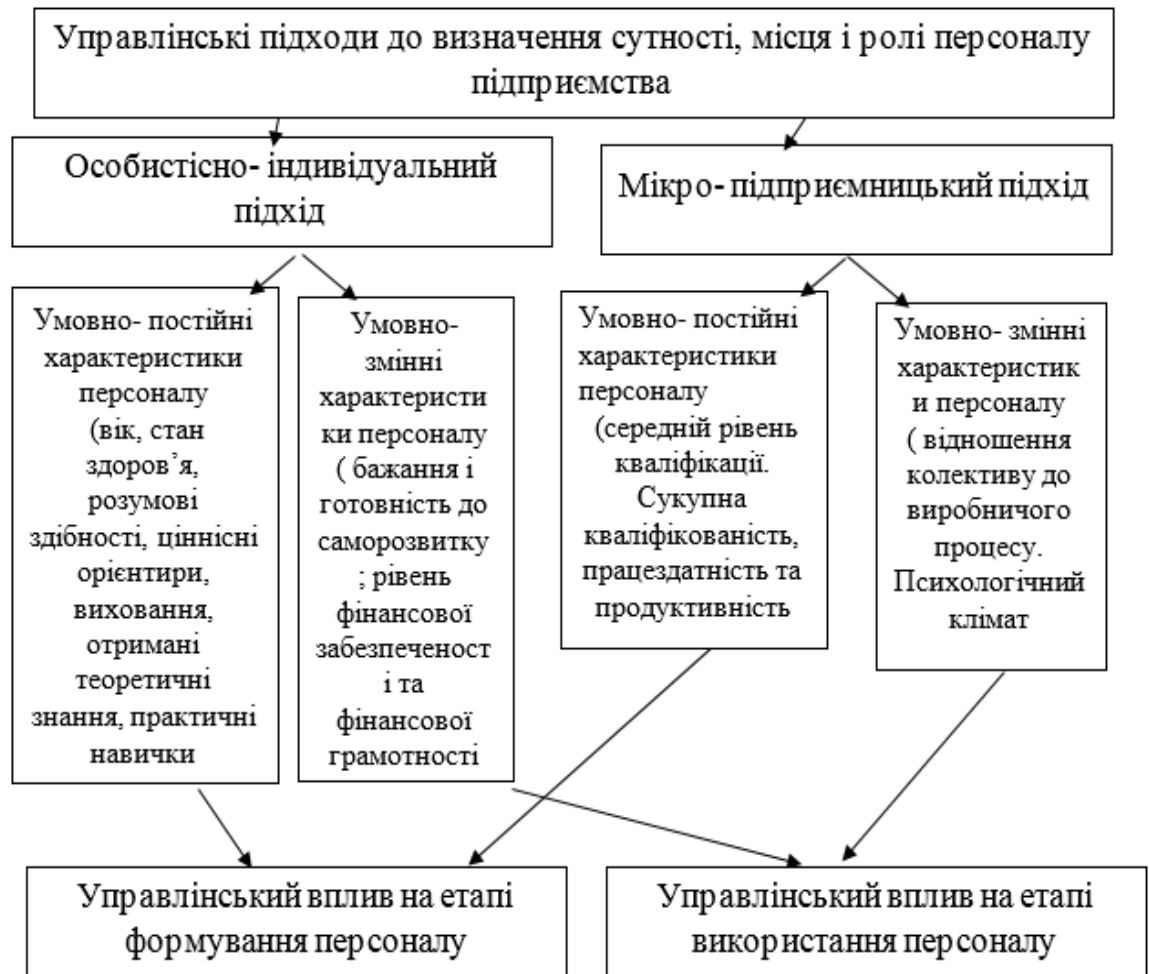 Управлінські підходи до визначення сутності, місця і ролі персоналу
підприємства
Особистісно- індивідуальний
підхід
Мікро- підприємницький підхід
Умовно- постійні
характеристики
персоналу
(вік, стан
здоров’я,
розумові
здібності, ціннісні
орієнтири,
виховання,
отримані
теоретичні
знання, практичні
навички
Умовно-
змінні
характеристи
ки персоналу
( бажання і
готовність до
саморозвитку
; рівень
фінансової
забезпеченост
і та
фінансової
грамотності
Умовно- постійні
характеристики
персоналу
(середній рівень
кваліфікації.
Сукупна
кваліфікованість,
працездатність та
продуктивність
Умовно- змінні
характеристик
и персоналу
( відношення
колективу до
виробничого
процесу.
Психологічний
клімат
Управлінський вплив на етапі
формування персоналу
Управлінський вплив на етапі
використання персоналу